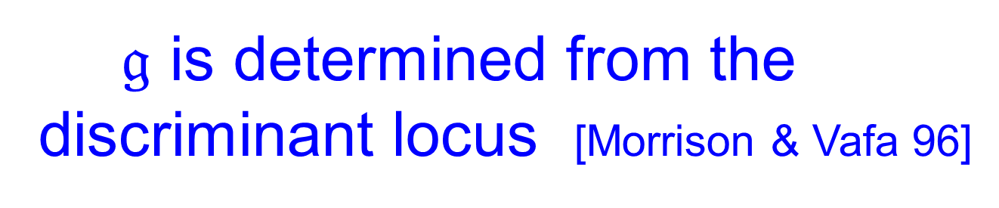 𝔤 is determined from the
discriminant locus [Morrison & Vafa 96]